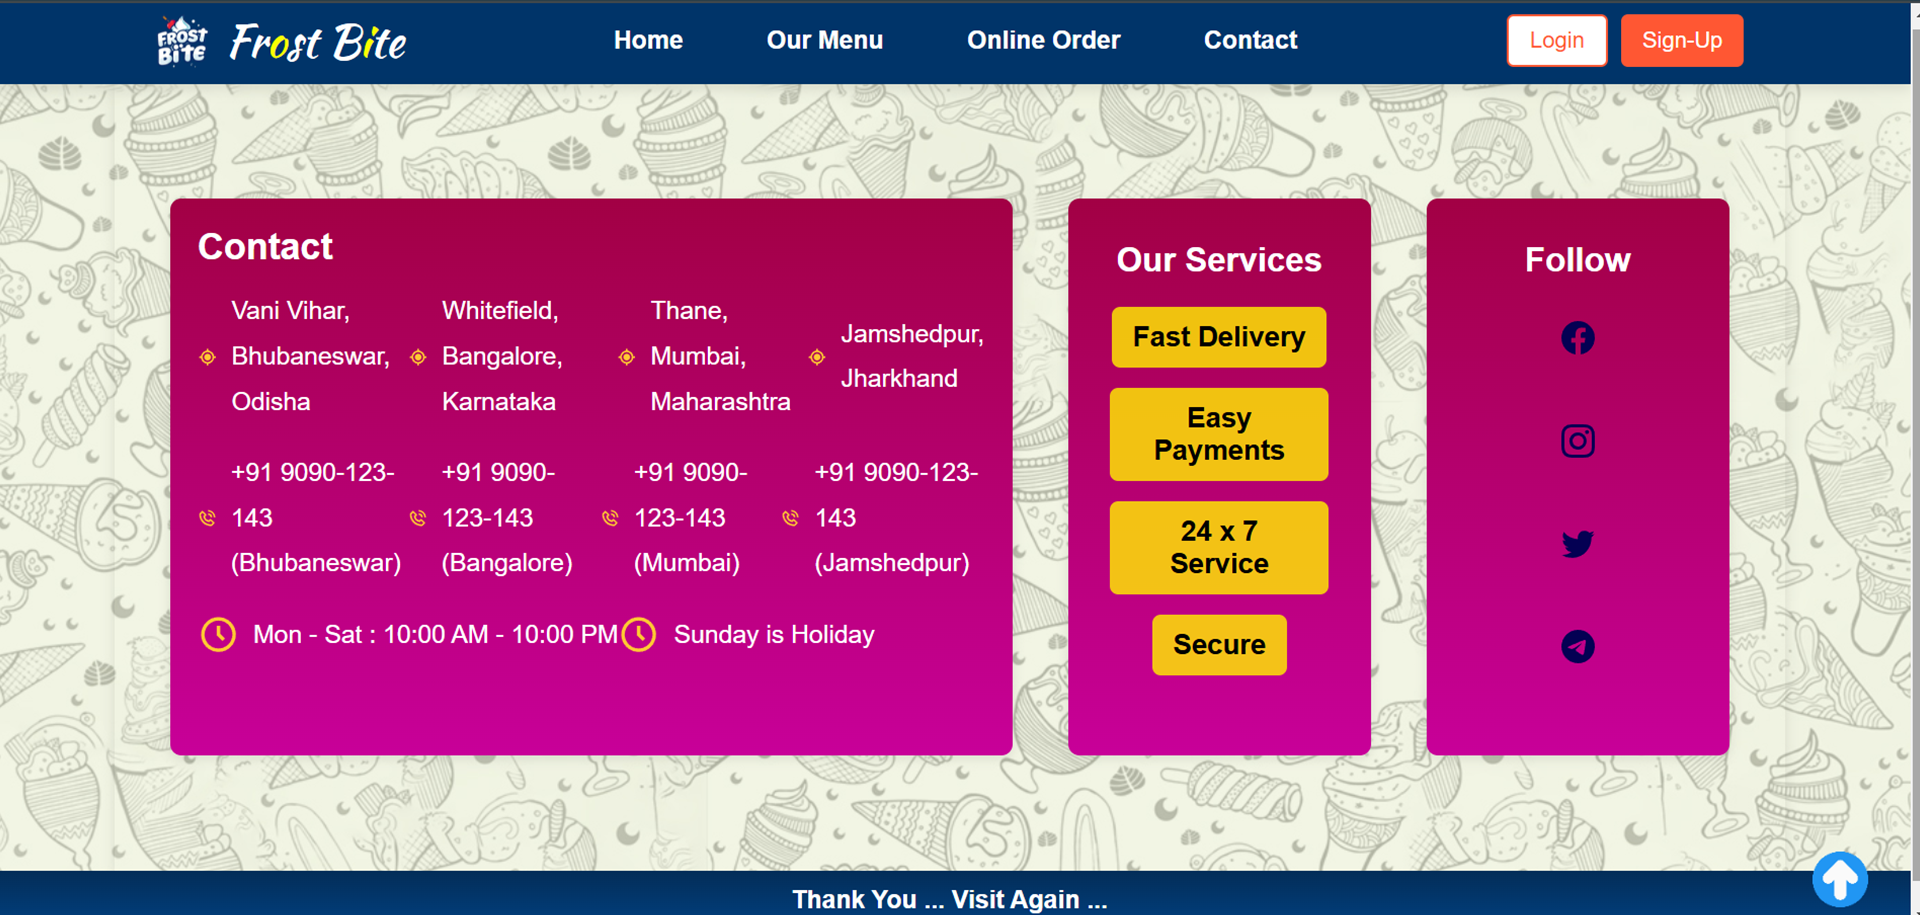 FROST
BITE
Frost Bite
Home
Our Menu
Online Order
Contact
Login
Sign-Up
Contact
Vani Vihar,
Bhubaneswar,
Odisha
Whitefield,
Bangalore,
Karnataka
Thane,
Mumbai,
Maharashtra
Jamshedpur,
Jharkhand
+91 9090-123-
143
(Bhubaneswar)
+91 9090-
123-143
(Bangalore)
+91 9090-
123-143
(Mumbai)
+91 9090-123-
143
(Jamshedpur)
Mon - Sat : 10:00 AM - 10:00 PM
Sunday is Holiday
Our Services
Fast Delivery
Easy
Payments
24 x 7
Service
Secure
Follow
Thank You ... Visit Again ...